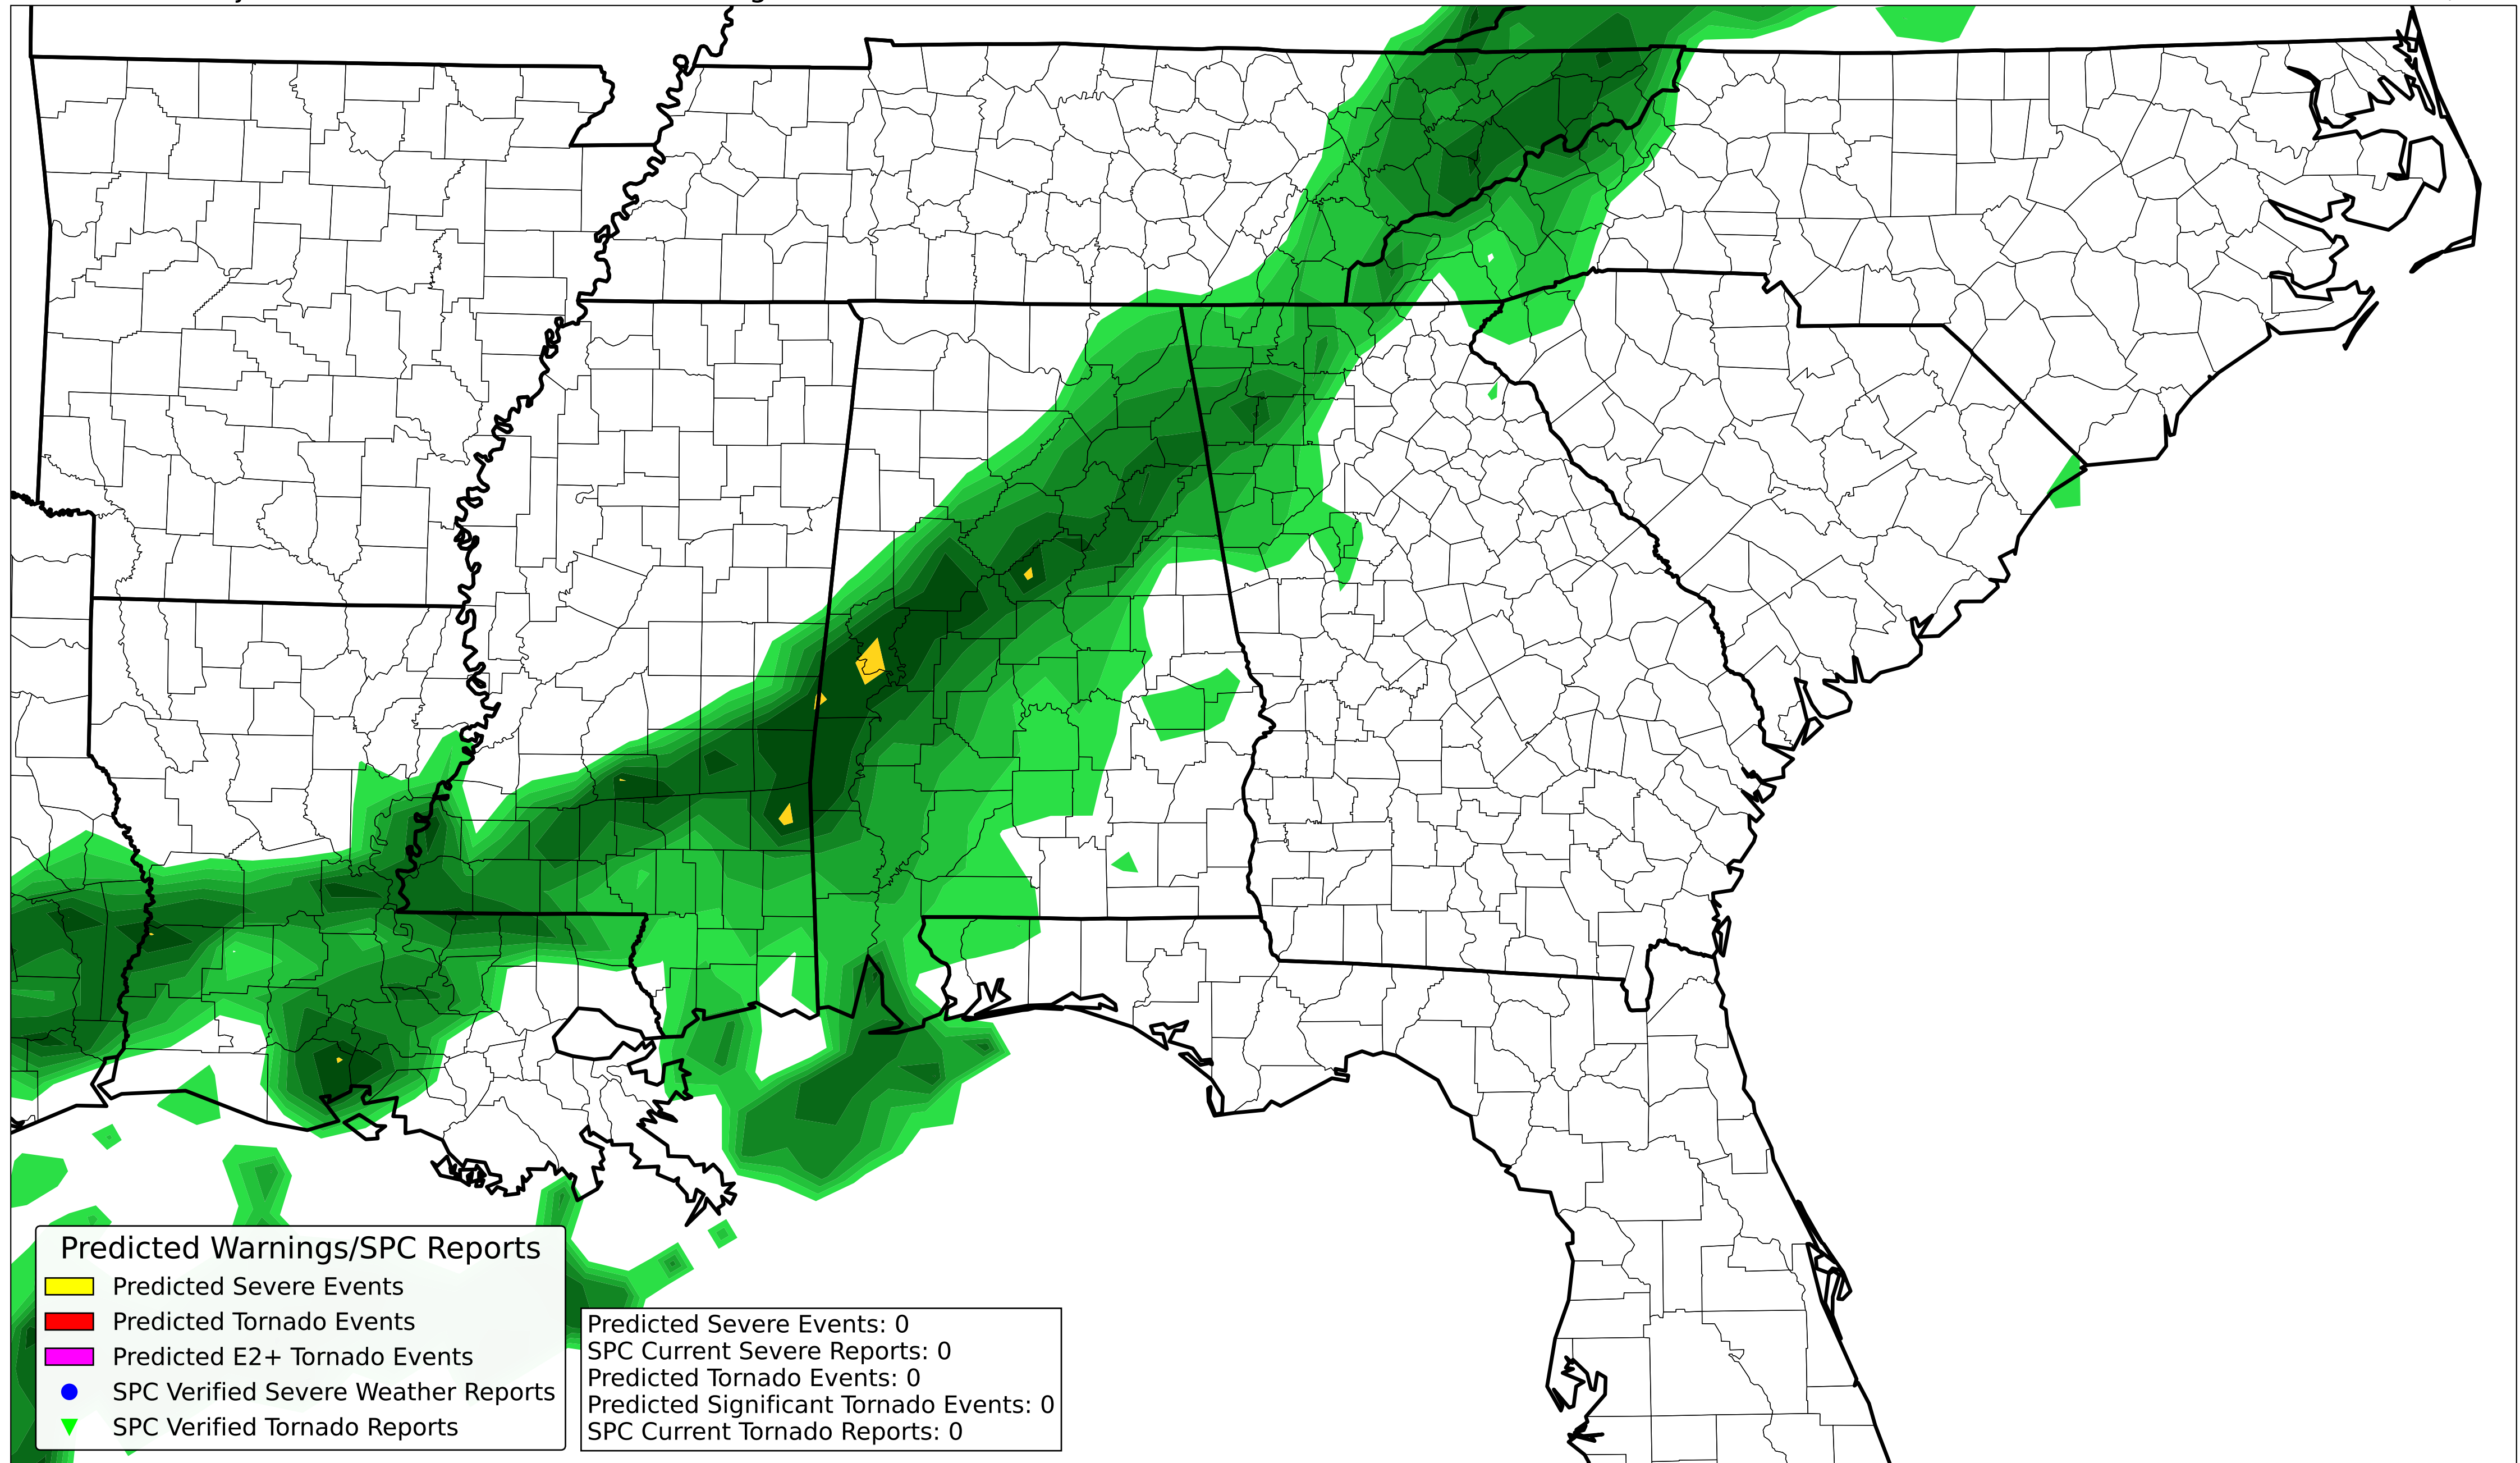 Predicted Warnings/SPC Reports
Predicted Severe Events
Predicted Tornado Events
Predicted E2+ Tornado Events
SPC Verified Severe Weather Reports
SPC Verified Tornado Reports
Predicted Severe Events: 0
SPC Current Severe Reports: 0
Predicted Tornado Events: 0
Predicted Significant Tornado Events: 0
SPC Current Tornado Reports: 0